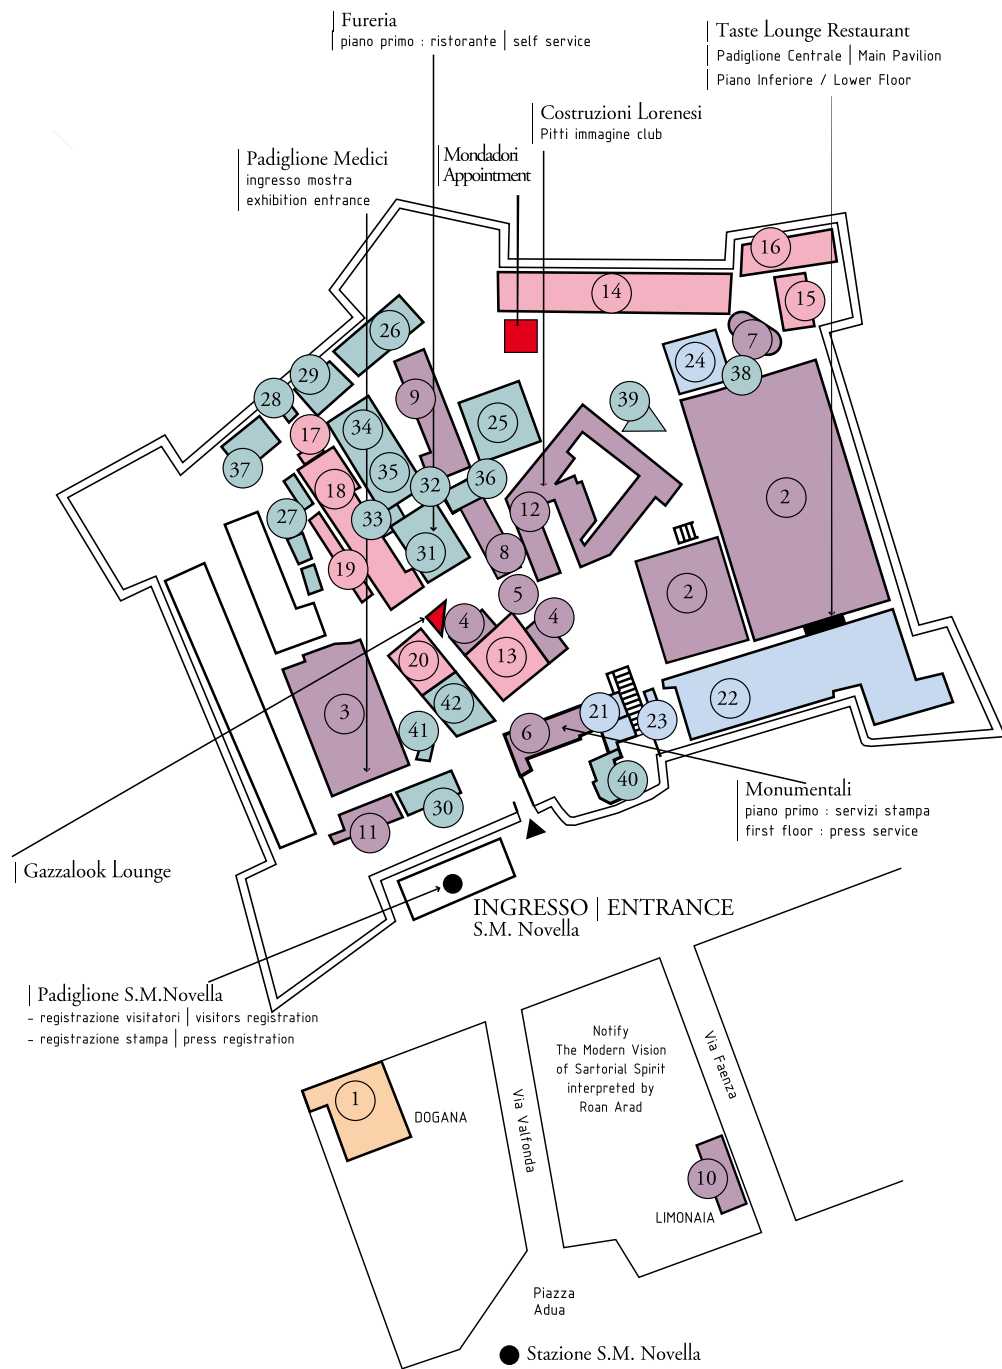 Fureria
piano primo : ristorante | self service
Taste Lounge Restaurant
Padiglione Centrale | Main Pavilion
Piano Inferiore / Lower Floor
Costruzioni Lorenesi
Pitti immagine club
Mondadori
Appointment
Padiglione Medici
ingresso mostra
exhibition entrance
16
14
15
7
26
24
38
29
28
9
39
25
17
34
37
35
36
32
18
2
12
27
33
31
8
19
5
2
4
4
13
20
22
42
3
21
23
41
6
40
30
11
Monumentali
piano primo : servizi stampa
first floor : press service
Gazzalook Lounge
INGRESSO | ENTRANCE
S.M. Novella
Padiglione S.M.Novella
- registrazione visitatori | visitors registration
- registrazione stampa | press registration
Notify
The Modern Vision
of Sartorial Spirit
interpreted by
Roan Arad
Via Faenza
Via Valfonda
1
DOGANA
10
LIMONAIA
Piazza
Adua
Stazione S.M. Novella